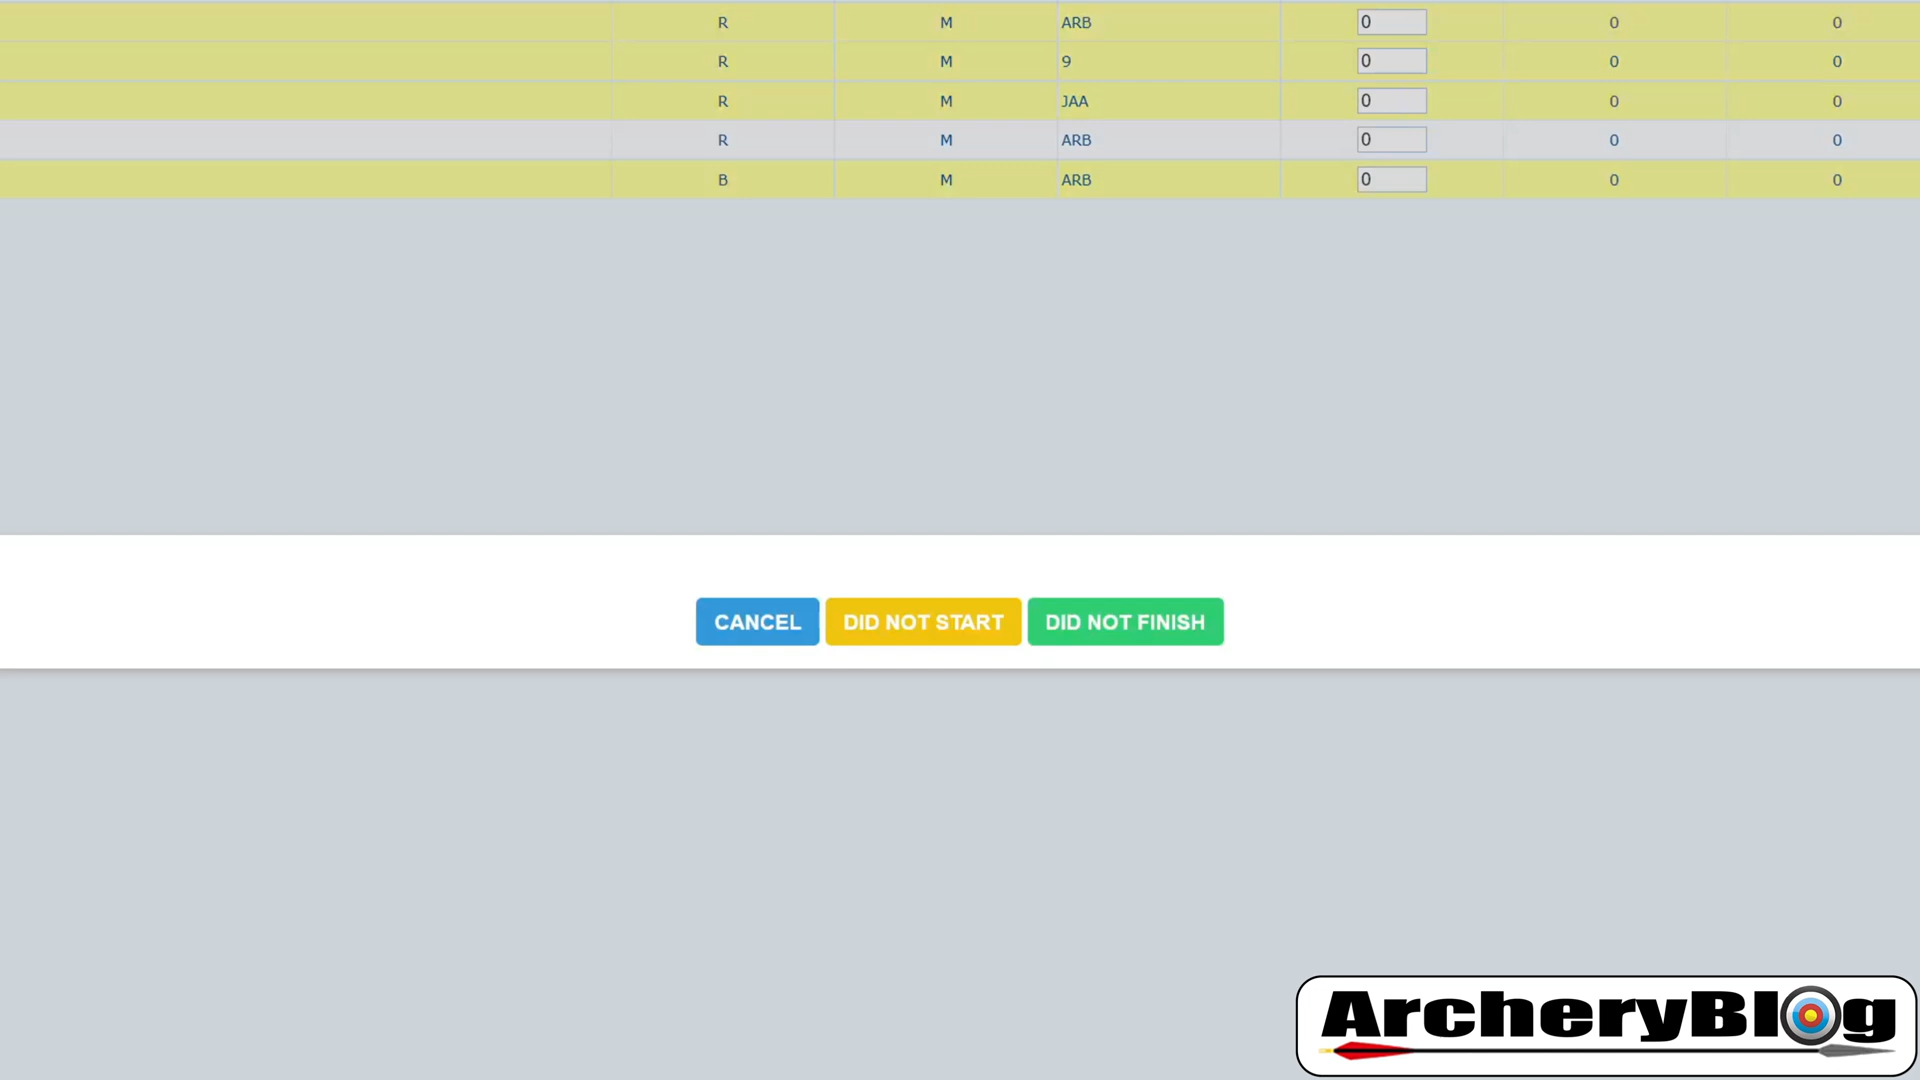 R M ARB 0 0 0
R M 9 0 0 0
R M JAA 0 0 0
R M ARB 0 0 0
B M ARB 0 0 0
CANCEL DID NOT START DID NOT FINISH
ArcheryBlog